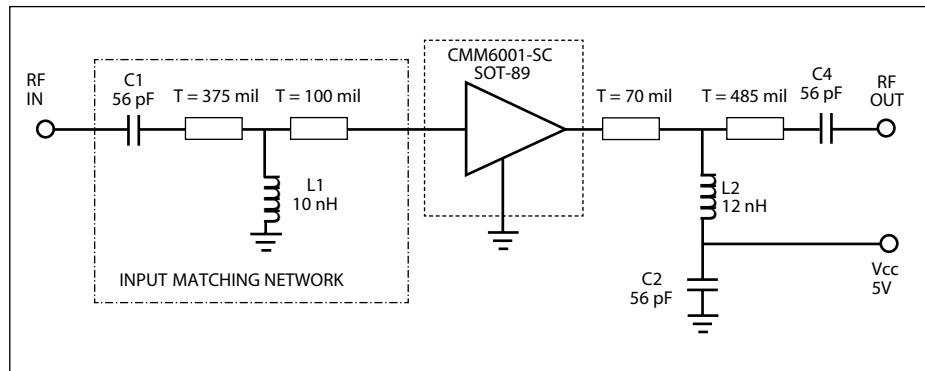 CMM6001-SC
SOT-89
RF
IN
C1
56 pF
T = 375 mil
T = 100 mil
T = 70 mil
T = 485 mil
C4
56 pF
RF
OUT
L1
10 nH
L2
12 nH
INPUT MATCHING NETWORK
C2
56 pF
Vcc
5V